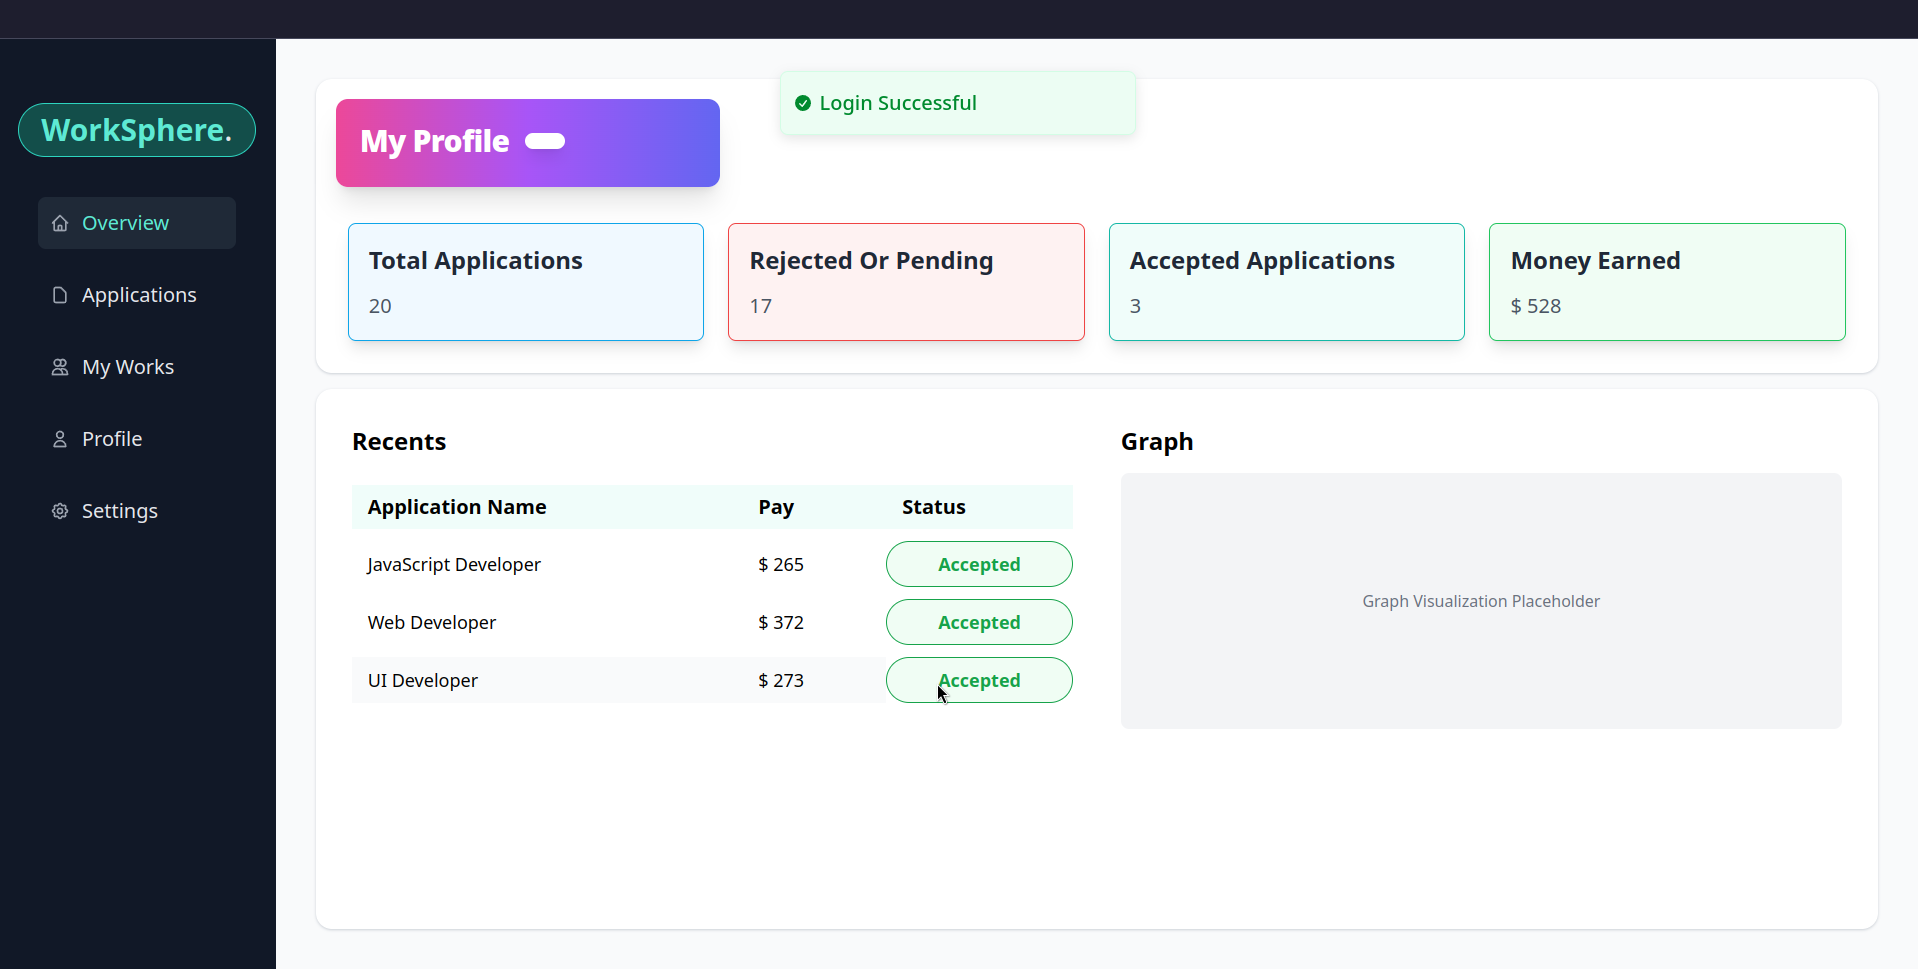 WorkSphere.
Overview
Applications
My Works
Profile
Settings
Login Successful
My Profile
Total Applications
20
Rejected Or Pending
17
Accepted Applications
3
Money Earned
$ 528
Recents
Application Name Pay Status
JavaScript Developer $ 265 Accepted
Web Developer $ 372 Accepted
UI Developer $ 273 Accepted
Graph
Graph Visualization Placeholder